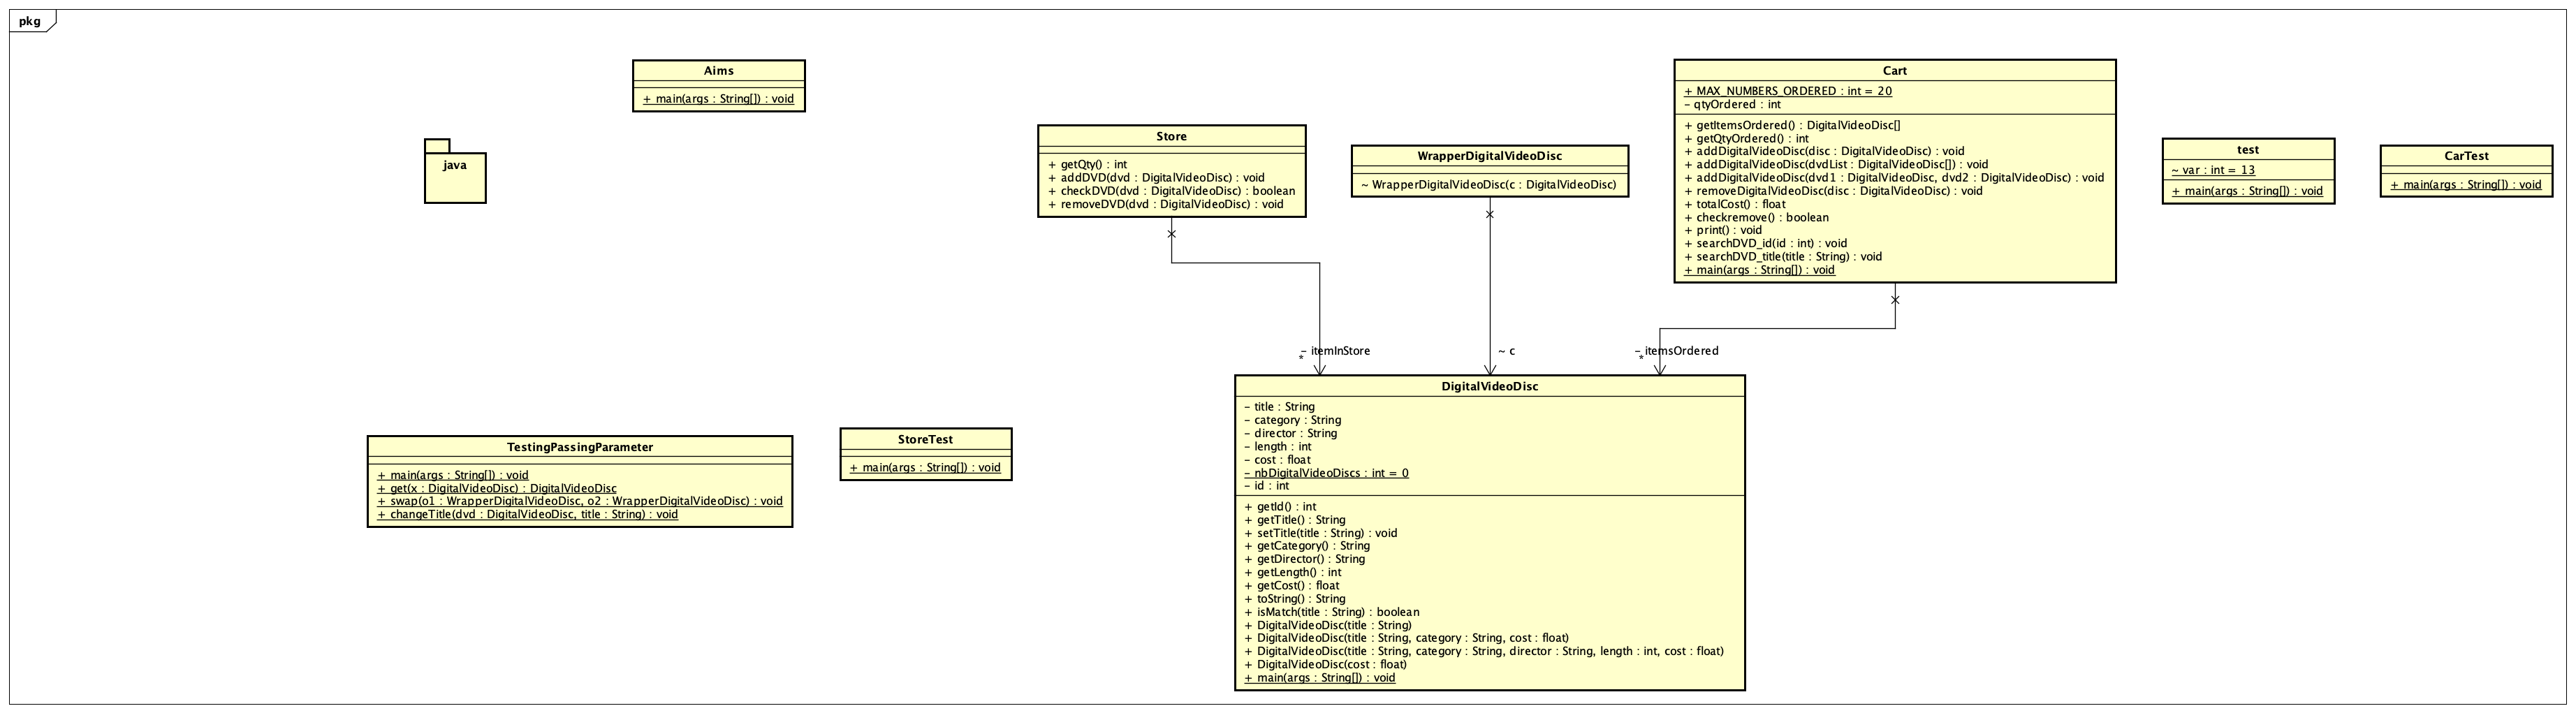 pkg
Aims
+ main(args : String[]) : void
java
Store
+ getQty() : int
+ addDVD(dvd : DigitalVideoDisc) : void
+ checkDVD(dvd : DigitalVideoDisc) : boolean
+ removeDVD(dvd : DigitalVideoDisc) : void
WrapperDigitalVideoDisc
~ WrapperDigitalVideoDisc(c : DigitalVideoDisc)
Cart
+ MAX_NUMBERS_ORDERED : int = 20
- qtyOrdered : int
+ getItemsOrdered() : DigitalVideoDisc[]
+ getQtyOrdered() : int
+ addDigitalVideoDisc(disc : DigitalVideoDisc) : void
+ addDigitalVideoDisc(dvdList : DigitalVideoDisc[]) : void
+ addDigitalVideoDisc(dvd1 : DigitalVideoDisc, dvd2 : DigitalVideoDisc) : void
+ removeDigitalVideoDisc(disc : DigitalVideoDisc) : void
+ totalCost() : float
+ checkremove() : boolean
+ print() : void
+ searchDVD_id(id : int) : void
+ searchDVD_title(title : String) : void
+ main(args : String[]) : void
test
~ var : int = 13
+ main(args : String[]) : void
CarTest
+ main(args : String[]) : void
- itemInStore
*
~ c
- itemsOrdered
*
TestingPassingParameter
+ main(args : String[]) : void
+ get(x : DigitalVideoDisc) : DigitalVideoDisc
+ swap(o1 : WrapperDigitalVideoDisc, o2 : WrapperDigitalVideoDisc) : void
+ changeTitle(dvd : DigitalVideoDisc, title : String) : void
StoreTest
+ main(args : String[]) : void
DigitalVideoDisc
- title : String
- category : String
- director : String
- length : int
- cost : float
- nbDigitalVideoDiscs : int = 0
- id : int
+ getId() : int
+ getTitle() : String
+ setTitle(title : String) : void
+ getCategory() : String
+ getDirector() : String
+ getLength() : int
+ getCost() : float
+ toString() : String
+ isMatch(title : String) : boolean
+ DigitalVideoDisc(title : String)
+ DigitalVideoDisc(title : String, category : String, cost : float)
+ DigitalVideoDisc(title : String, category : String, director : String, length : int, cost : float)
+ DigitalVideoDisc(cost : float)
+ main(args : String[]) : void